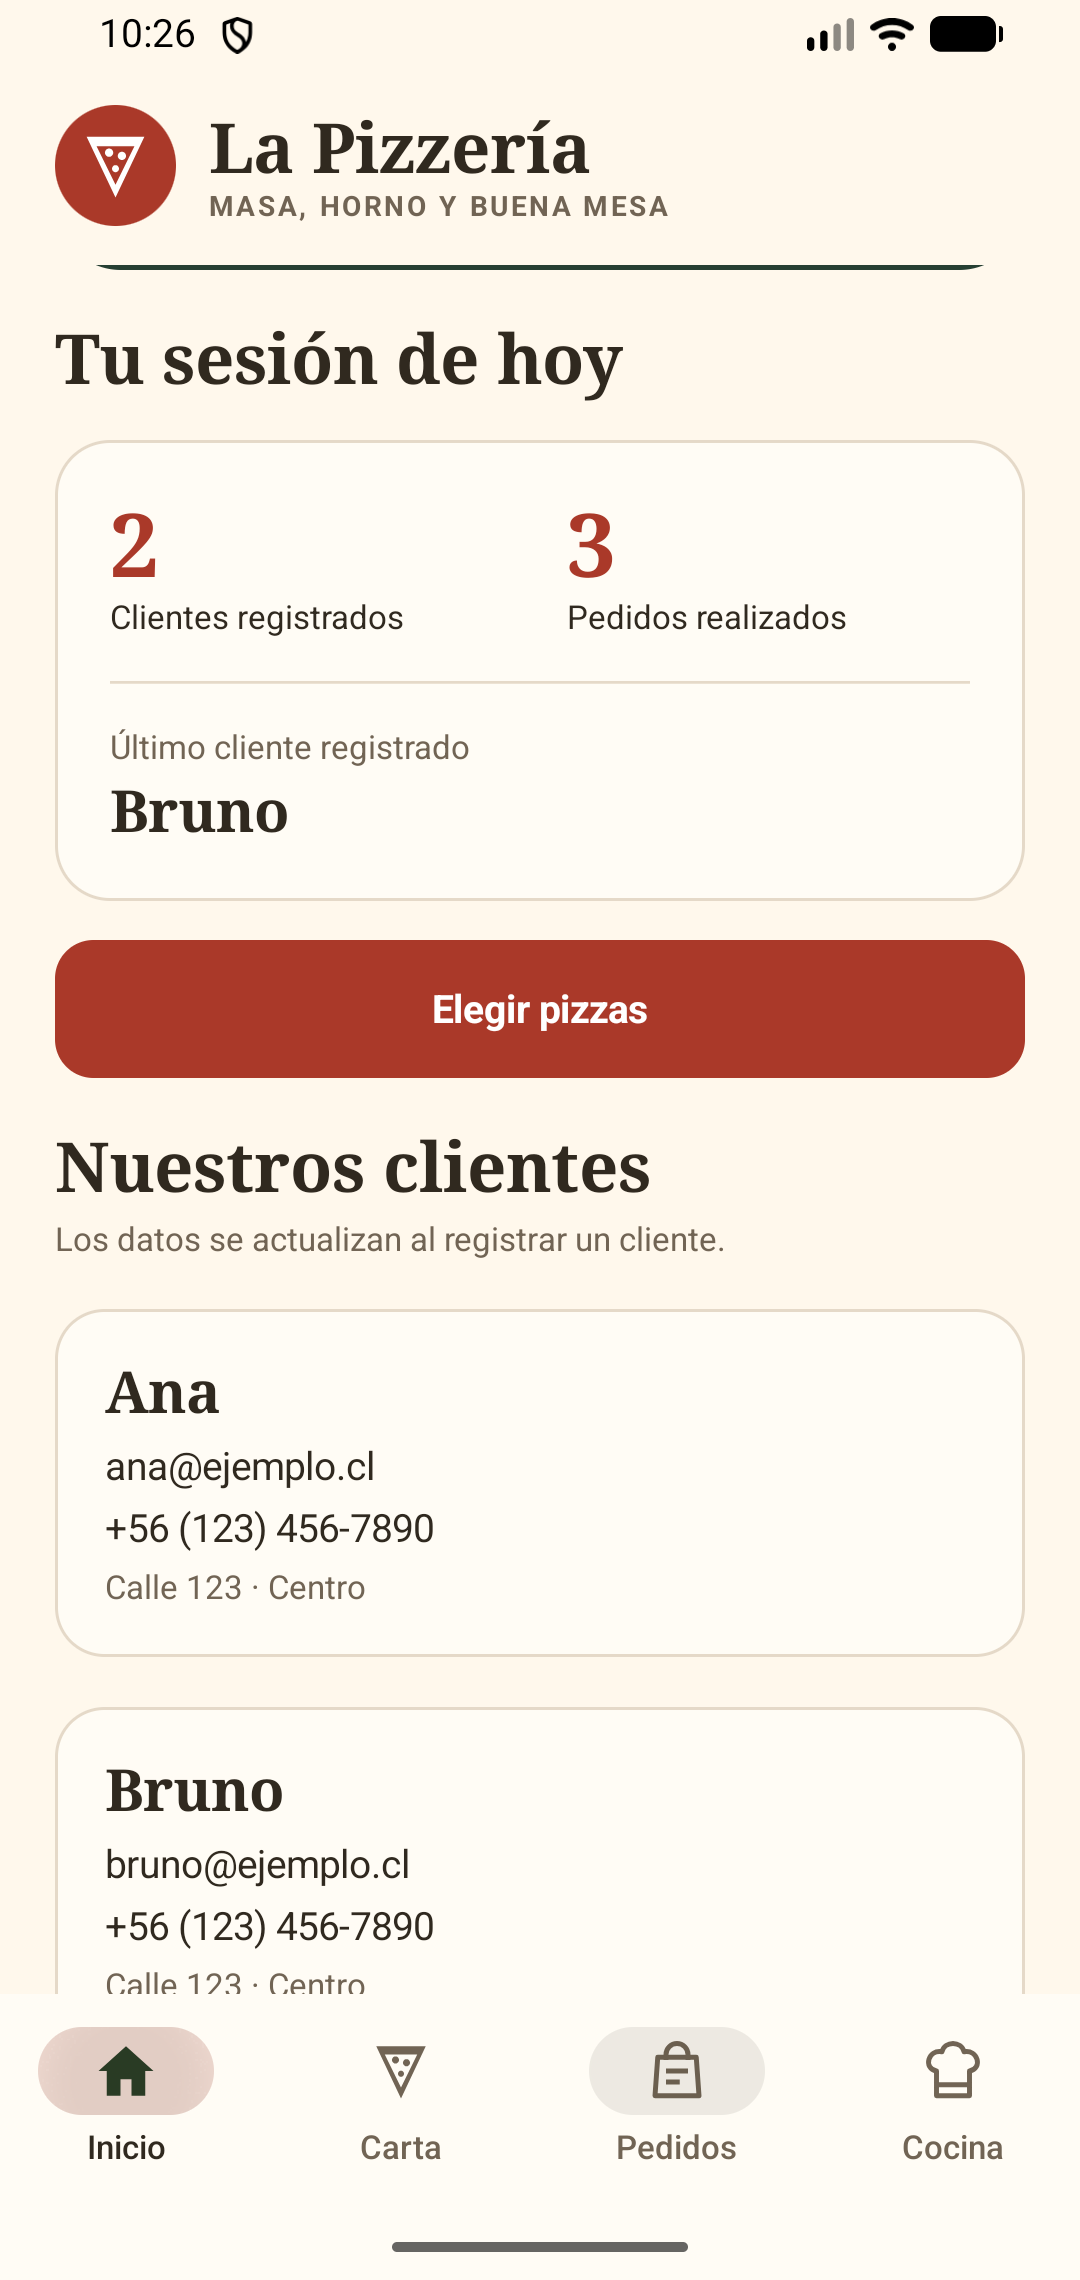 10:26
La Pizzería
MASA, HORNO Y BUENA MESA
Tu sesión de hoy
2
Clientes registrados
3
Pedidos realizados
Último cliente registrado
Bruno
Elegir pizzas
Nuestros clientes
Los datos se actualizan al registrar un cliente.
Ana
ana@ejemplo.cl
+56 (123) 456-7890
Calle 123 · Centro
Bruno
bruno@ejemplo.cl
+56 (123) 456-7890
Calle 123 · Centro
Inicio
Carta
Pedidos
Cocina